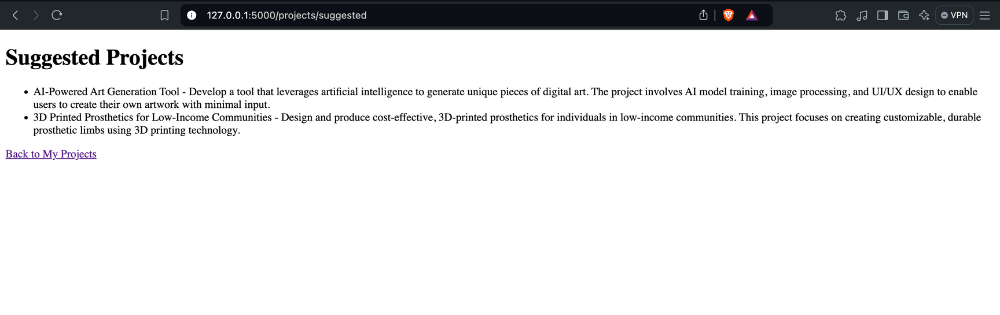 127.0.0.1:5000/projects/suggested
VPN
Suggested Projects
AI-Powered Art Generation Tool - Develop a tool that leverages artificial intelligence to generate unique pieces of digital art. The project involves AI model training, image processing, and UI/UX design to enable
users to create their own artwork with minimal input.
3D Printed Prosthetics for Low-Income Communities - Design and produce cost-effective, 3D-printed prosthetics for individuals in low-income communities. This project focuses on creating customizable, durable
prosthetic limbs using 3D printing technology.
Back to My Projects